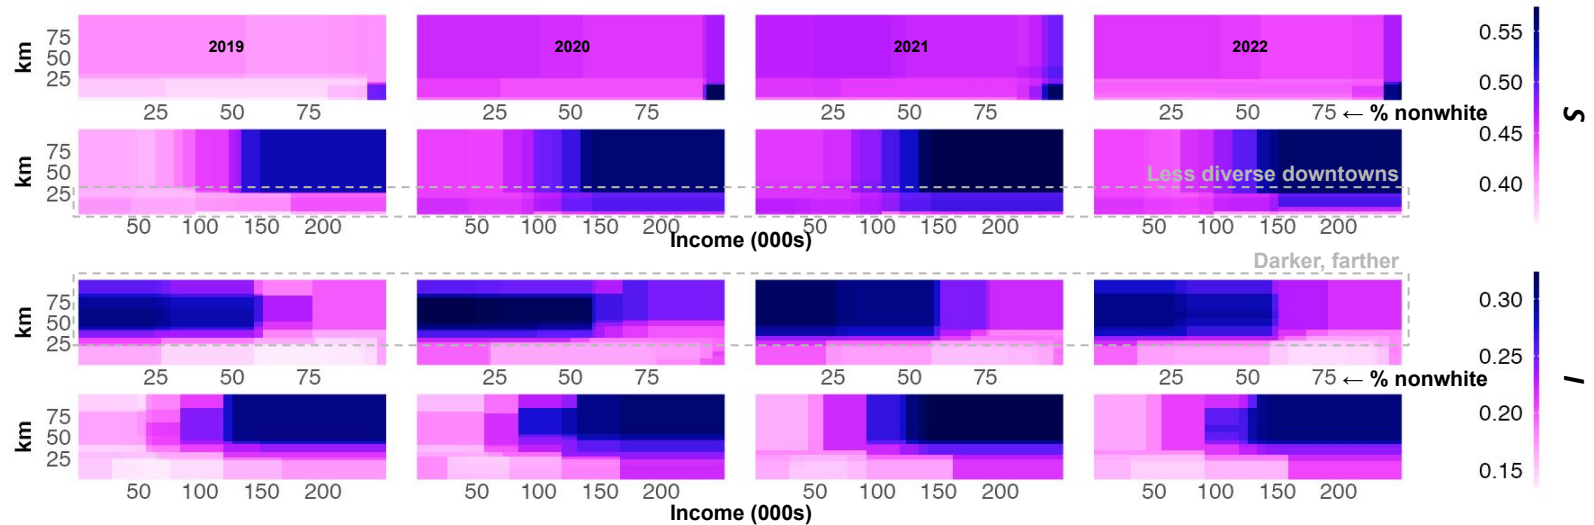 2019 2020 2021 2022
km 75 50 25
0.55
0.50
0.45
0.40
S
25 50 75 25 50 75 25 50 75 25 50 75 ← % nonwhite
km 75 50 25
Less diverse downtowns
50 100 150 200 50 100 150 200 50 100 150 200 50 100 150 200
Income (000s)
Darker, farther
km 75 50 25
0.30
0.25
0.20
0.15
I
25 50 75 25 50 75 25 50 75 25 50 75 ← % nonwhite
km 75 50 25
50 100 150 200 50 100 150 200 50 100 150 200 50 100 150 200
Income (000s)